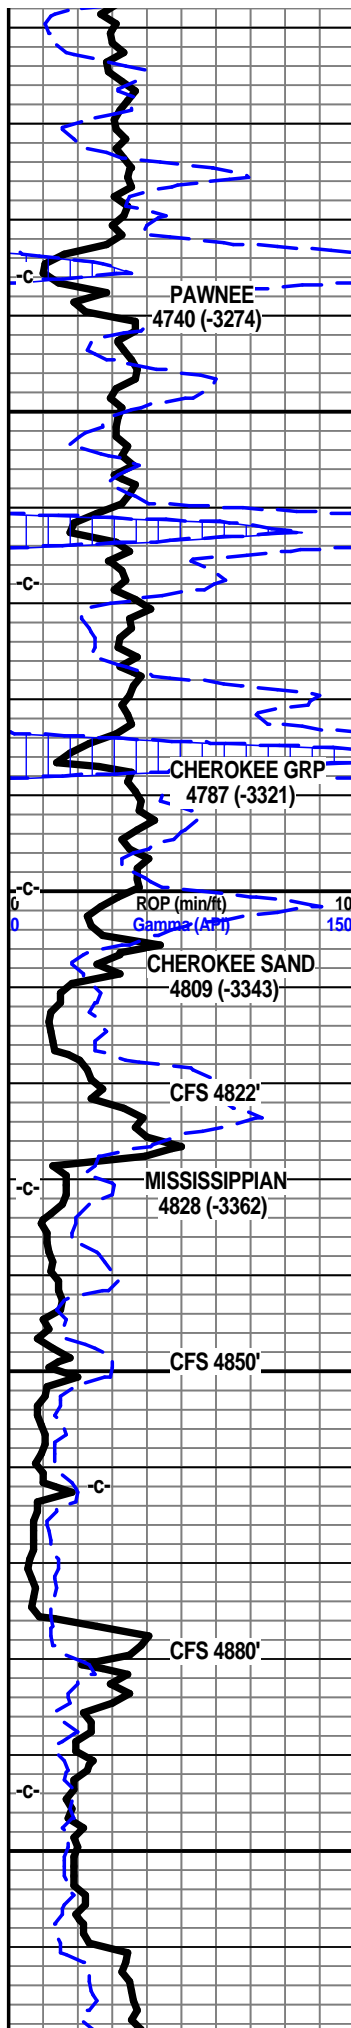 -c-
PAWNEE
4740 (-3274)
-c-
CHEROKEE GRP
4787 (-3321)
-c-
0 ROP (min/ft) 10
0 Gamma (API) 150
CHEROKEE SAND
4809 (-3343)
CFS 4822'
-c-
MISSISSIPPIAN
4828 (-3362)
CFS 4850'
-c-
CFS 4880'
-c-